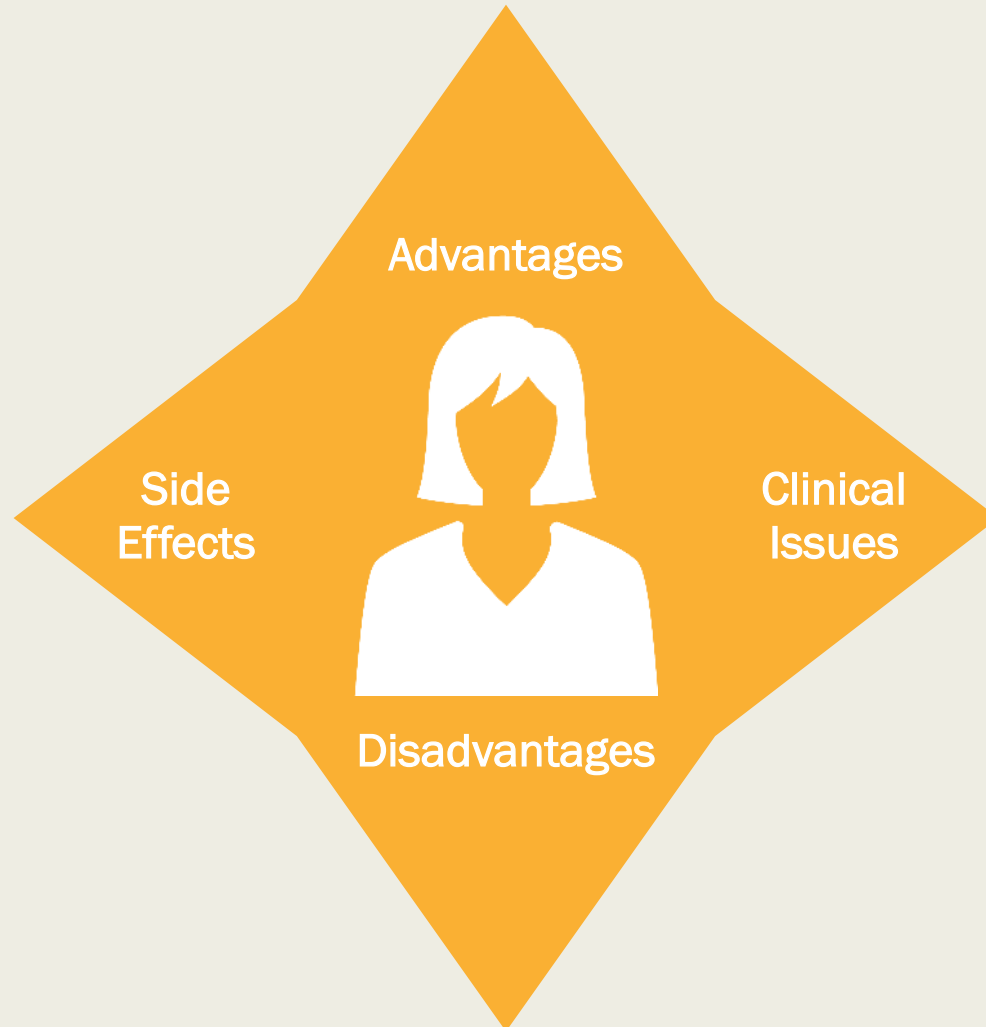 Advantages
Side
Effects
Clinical
Issues
Disadvantages